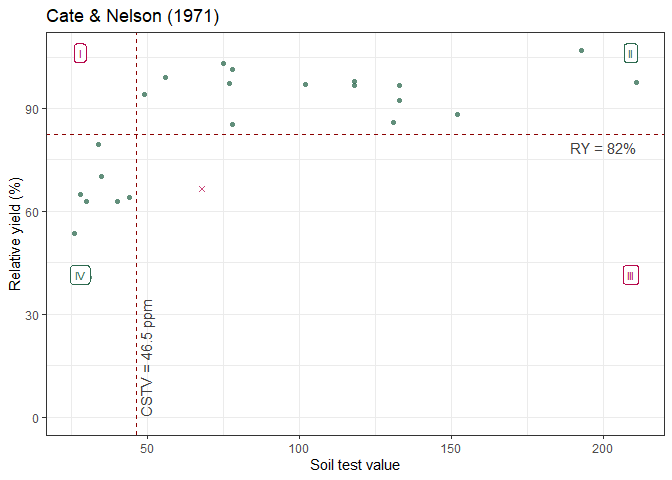 Cate & Nelson (1971)
I
II
90
RY = 82%
60
Relative yield (%)
IV
III
30
CSTV = 46.5 ppm
0
50
100
150
200
Soil test value